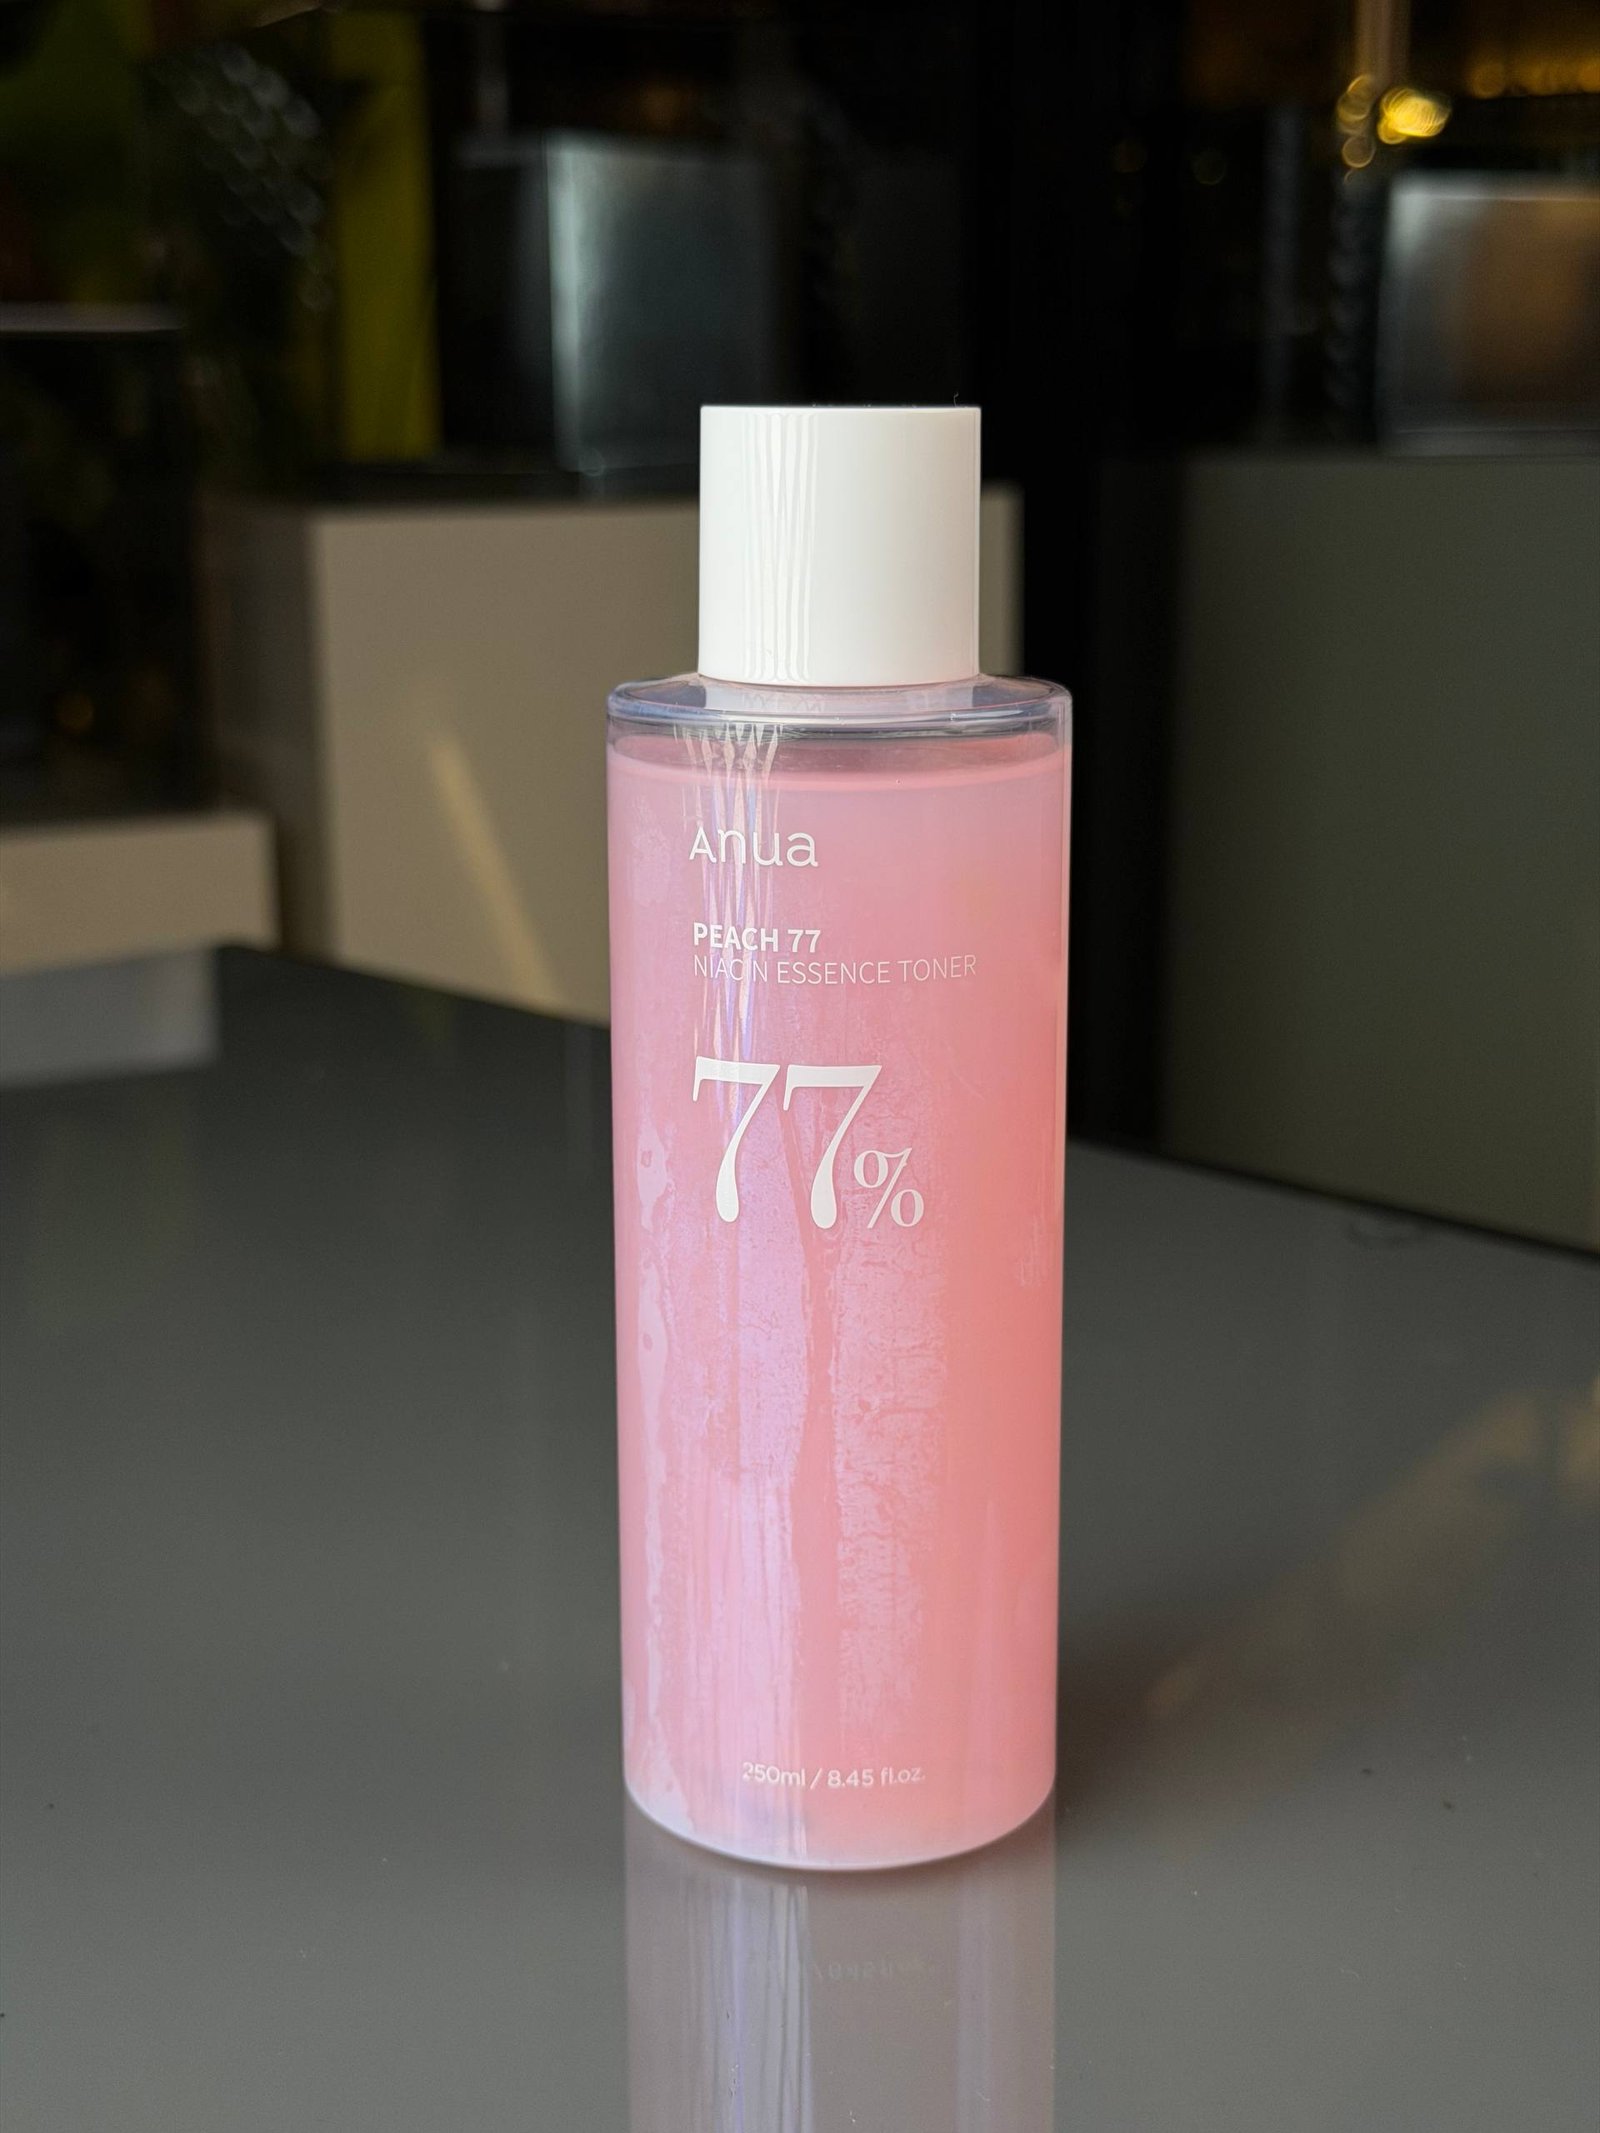 Anua
PEACH 77
NIACIN ESSENCE TONER
77%
250ml / 8.45 fl.oz.